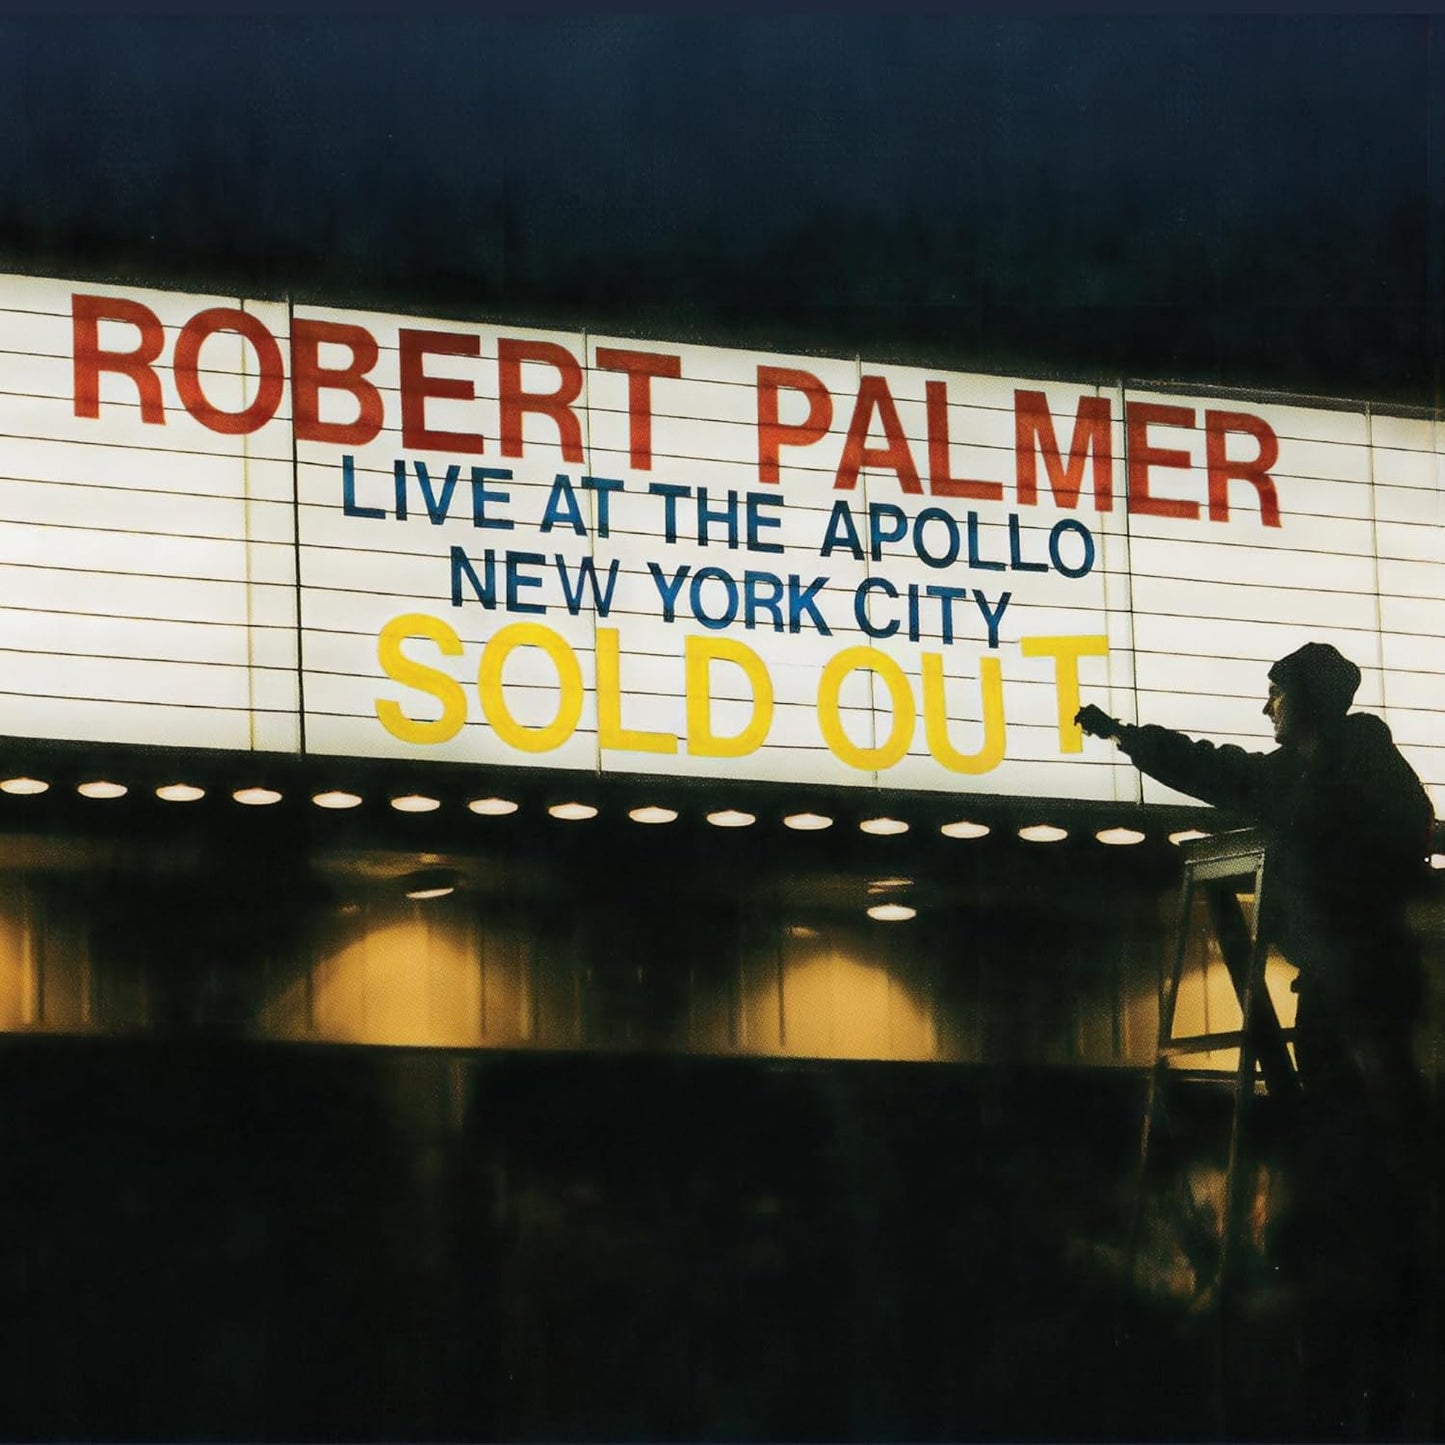 ROBERT PALMER
LIVE AT THE APOLLO
NEW YORK CITY
SOLD OUT